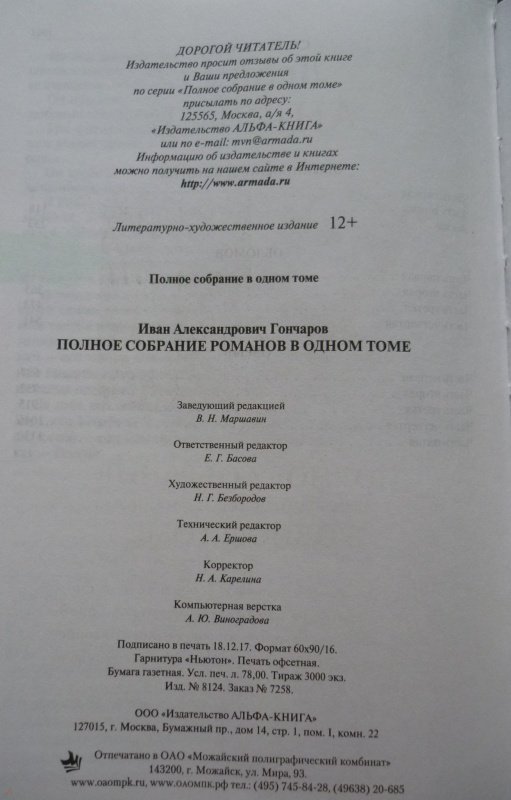 ДОРОГОЙ ЧИТАТЕЛЬ!
Издательство просит отзывы об этой книге
и Ваши предложения
по серии «Полное собрание в одном томе»
присылать по адресу:
125565, Москва, а/я 4,
«Издательство АЛЬФА-КНИГА»
или по e-mail: mvn@armada.ru
Информацию об издательстве и книгах
можно получить на нашем сайте в Интернете:
http://www.armada.ru
Литературно-художественное издание 12+
Полное собрание в одном томе
Иван Александрович Гончаров
ПОЛНОЕ СОБРАНИЕ РОМАНОВ В ОДНОМ ТОМЕ
Заведующий редакцией
В. Н. Маршавин
Ответственный редактор
Е. Г. Басова
Художественный редактор
Н. Г. Безбородов
Технический редактор
А. А. Ершова
Корректор
Н. А. Карелина
Компьютерная верстка
А. Ю. Виноградова
Подписано в печать 18.12.17. Формат 60х90/16.
Гарнитура «Ньютон». Печать офсетная.
Бумага газетная. Усл. печ. л. 78,00. Тираж 3000 экз.
Изд. № 8124. Заказ № 7258.
ООО «Издательство АЛЬФА-КНИГА»
127015, г. Москва, Бумажный пр., дом 14, стр. 1, пом. I, комн. 22
Отпечатано в ОАО «Можайский полиграфический комбинат»
143200, г. Можайск, ул. Мира, 93.
www.oaompk.ru, www.оаомпк.рф тел.: (495) 745-84-28, (49638) 20-685